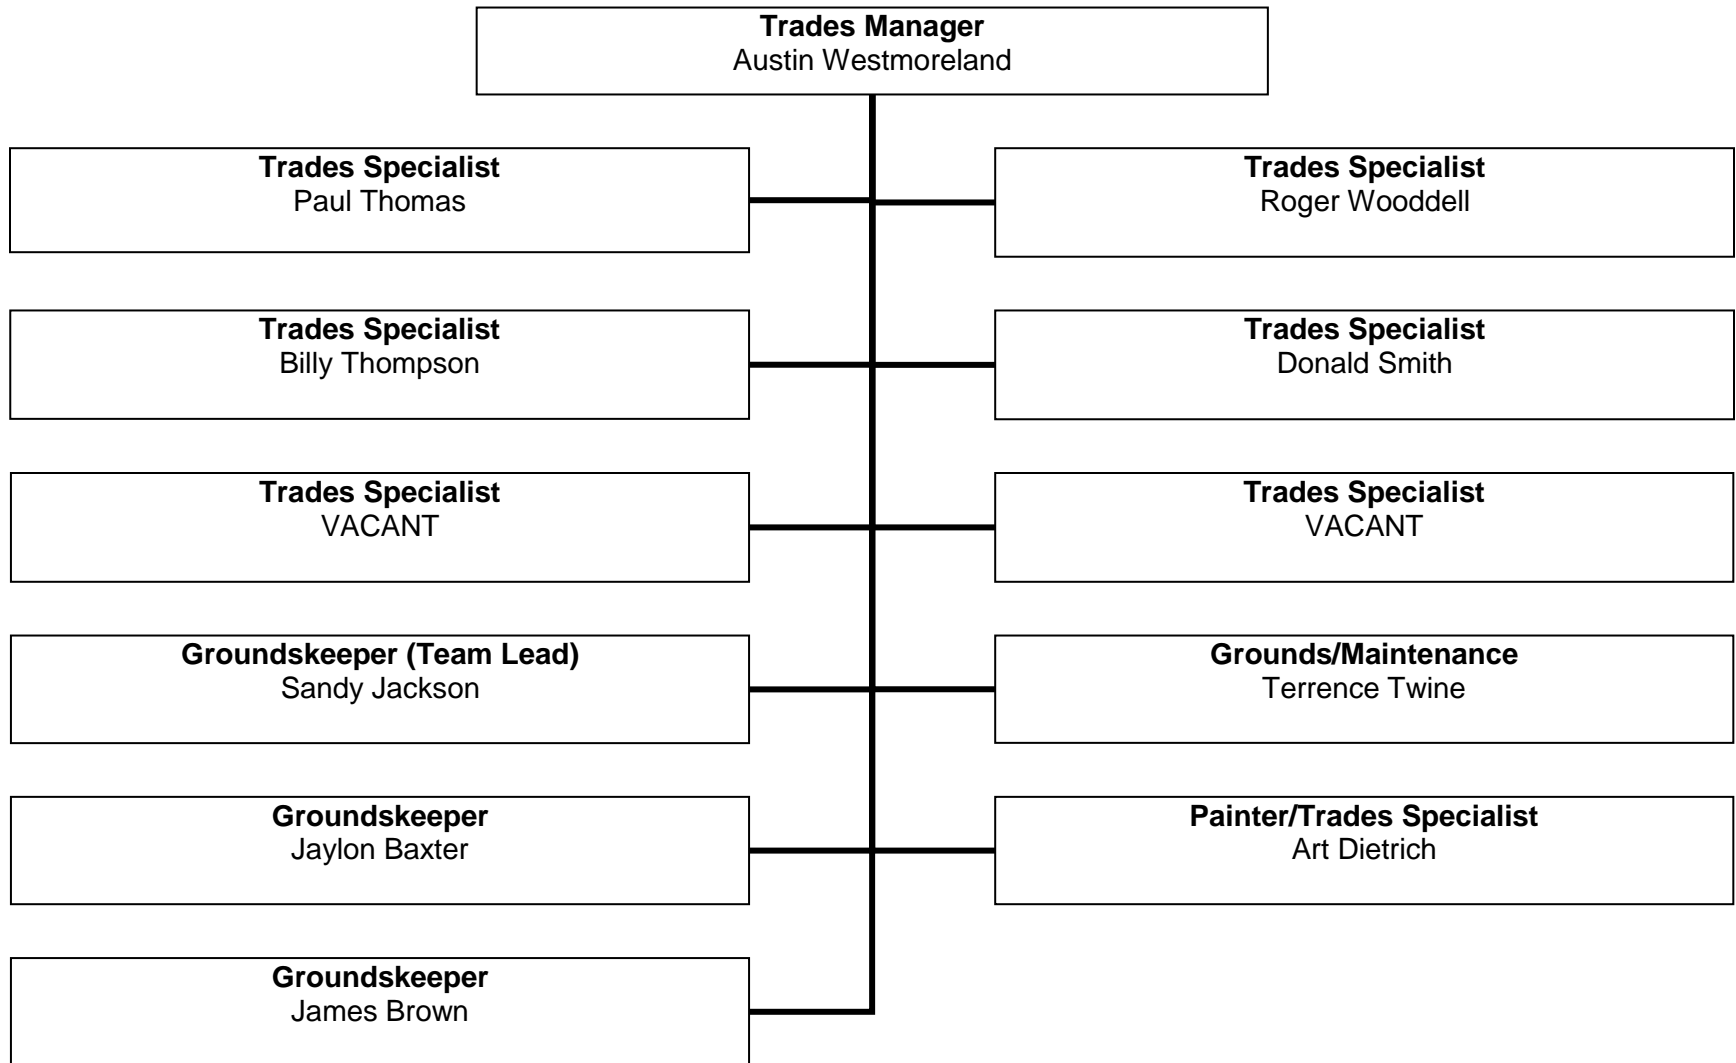 Trades Manager
Austin Westmoreland
Trades Specialist
Paul Thomas
Trades Specialist
Roger Wooddell
Trades Specialist
Billy Thompson
Trades Specialist
Donald Smith
Trades Specialist
VACANT
Trades Specialist
VACANT
Groundskeeper (Team Lead)
Sandy Jackson
Grounds/Maintenance
Terrence Twine
Groundskeeper
Jaylon Baxter
Painter/Trades Specialist
Art Dietrich
Groundskeeper
James Brown